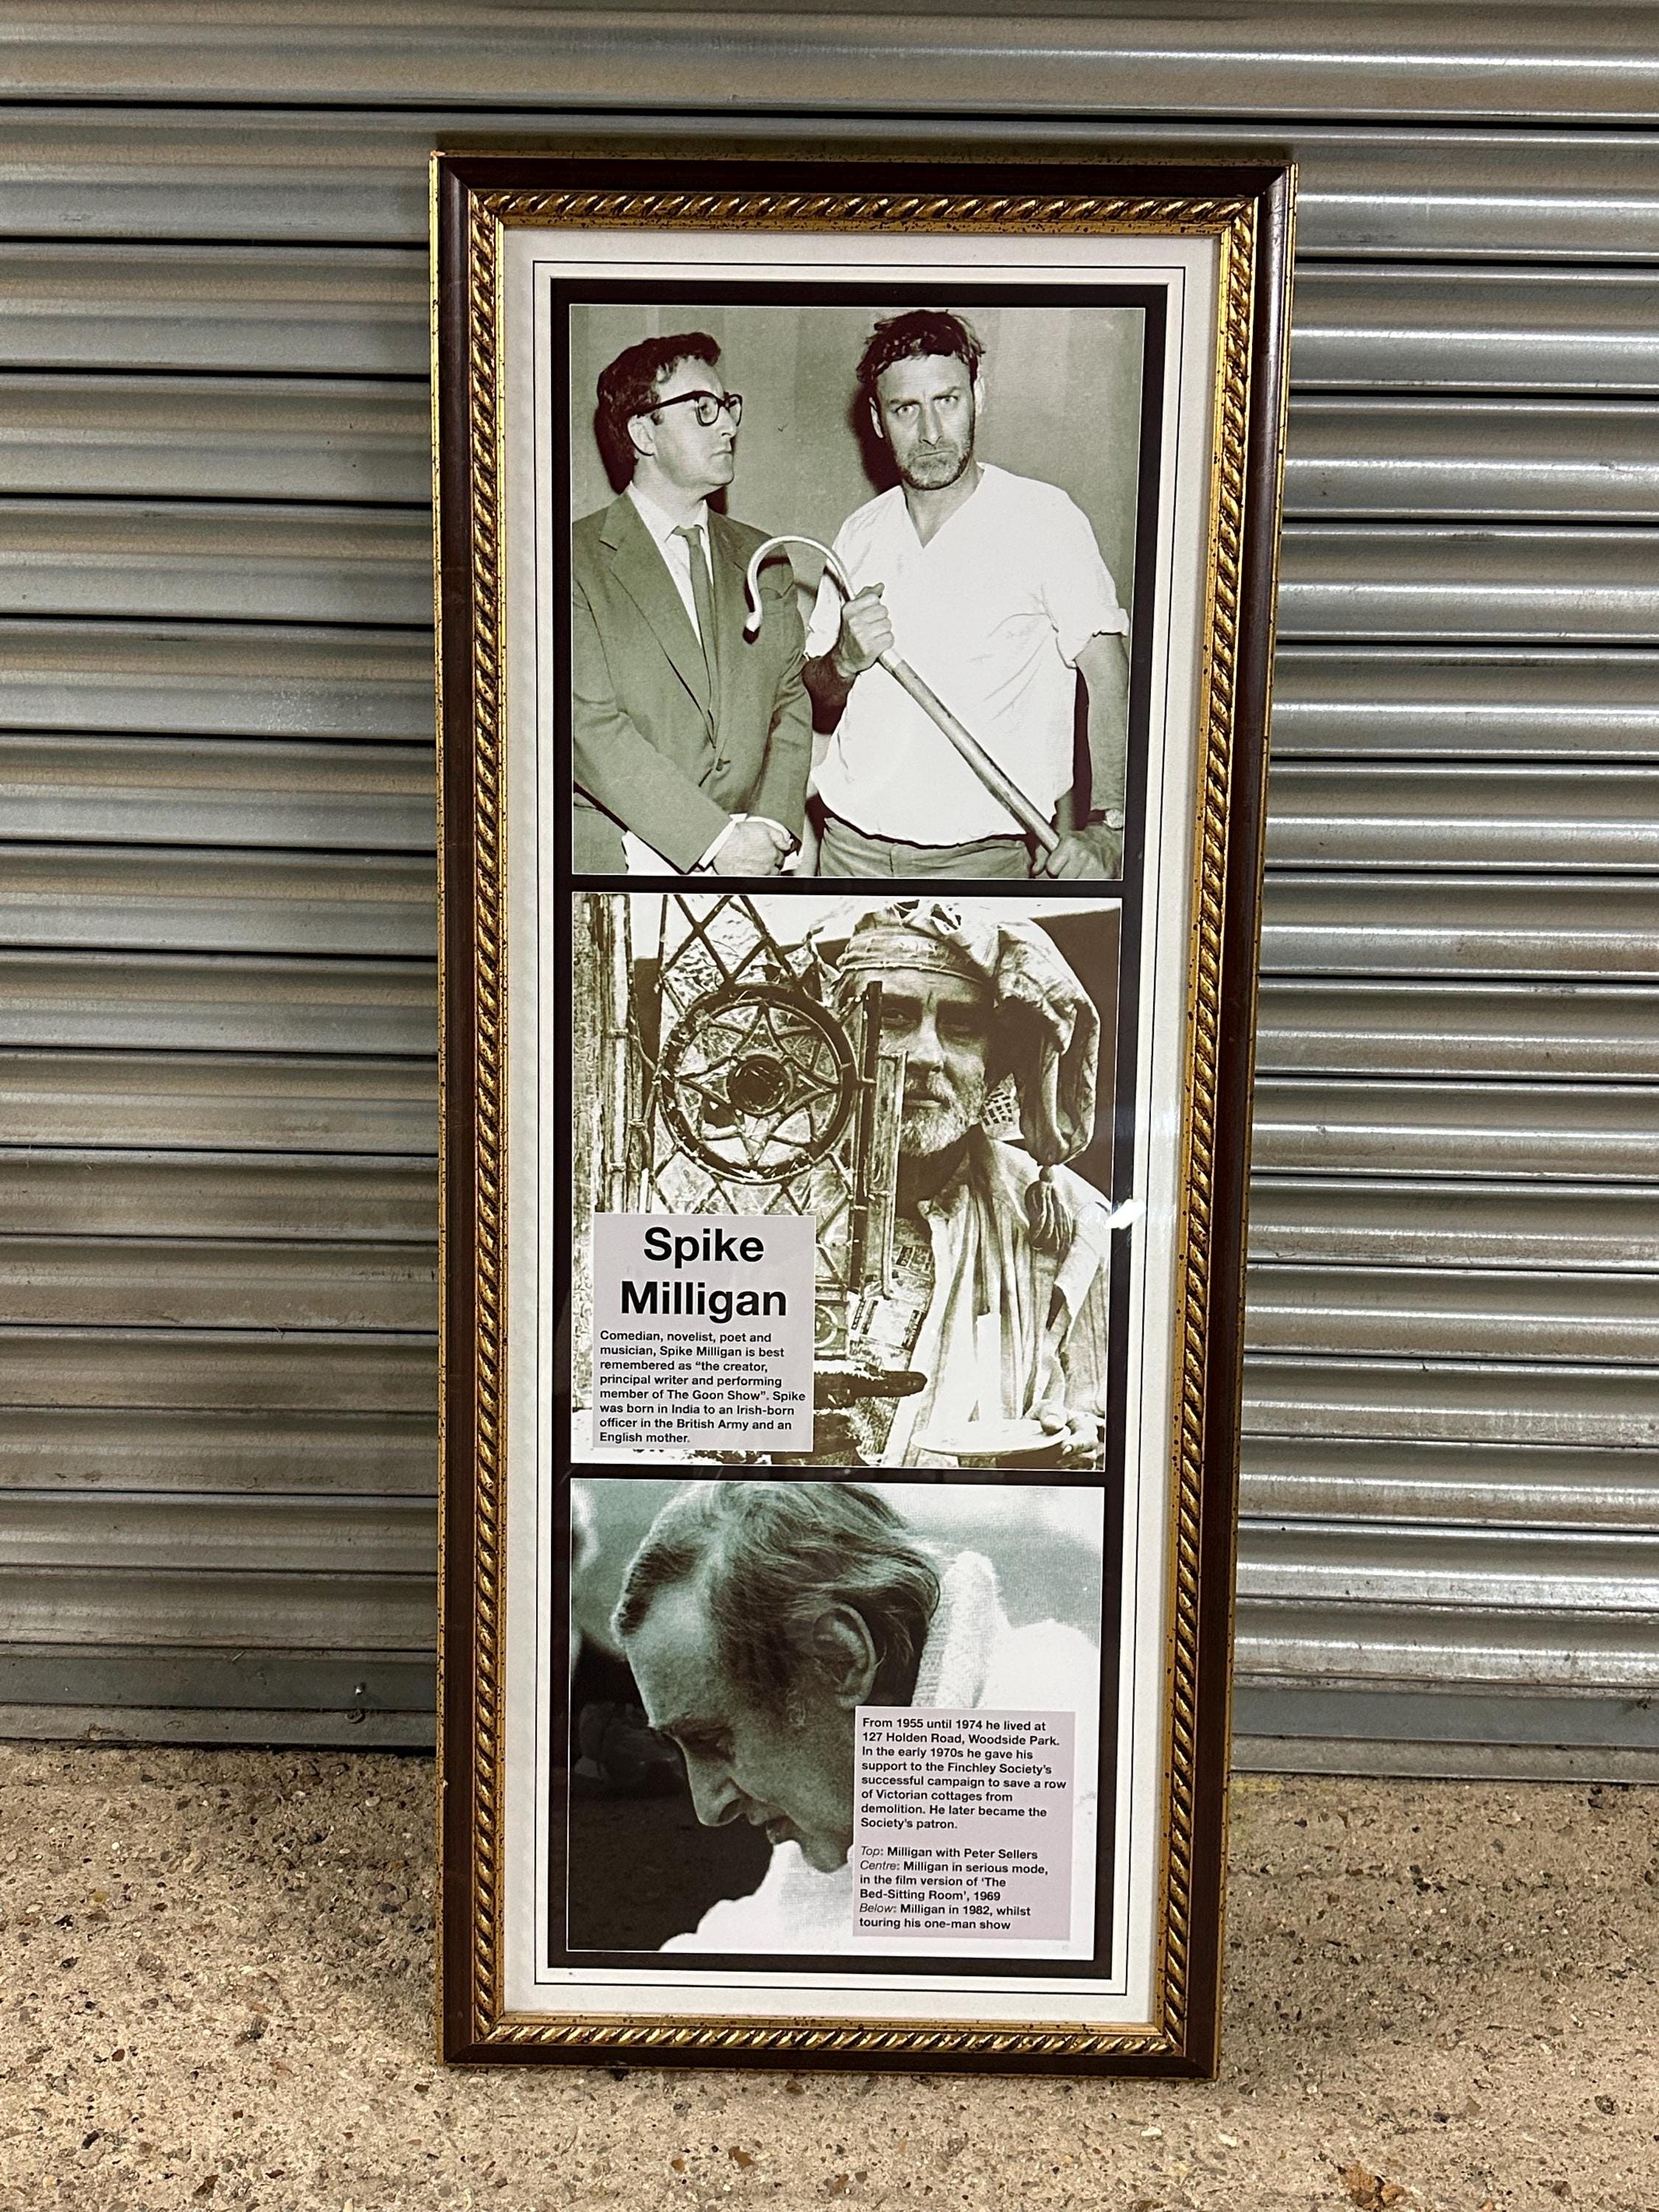 Spike
Milligan
Comedian, novelist, poet and
musician, Spike Milligan is best
remembered as “the creator,
principal writer and performing
member of The Goon Show”. Spike
was born in India to an Irish-born
officer in the British Army and an
English mother.
From 1955 until 1974 he lived at
127 Holden Road, Woodside Park.
In the early 1970s he gave his
support to the Finchley Society’s
successful campaign to save a row
of Victorian cottages from
demolition. He later became the
Society’s patron.
Top: Milligan with Peter Sellers
Centre: Milligan in serious mode,
in the film version of ‘The
Bed-Sitting Room’, 1969
Below: Milligan in 1982, whilst
touring his one-man show